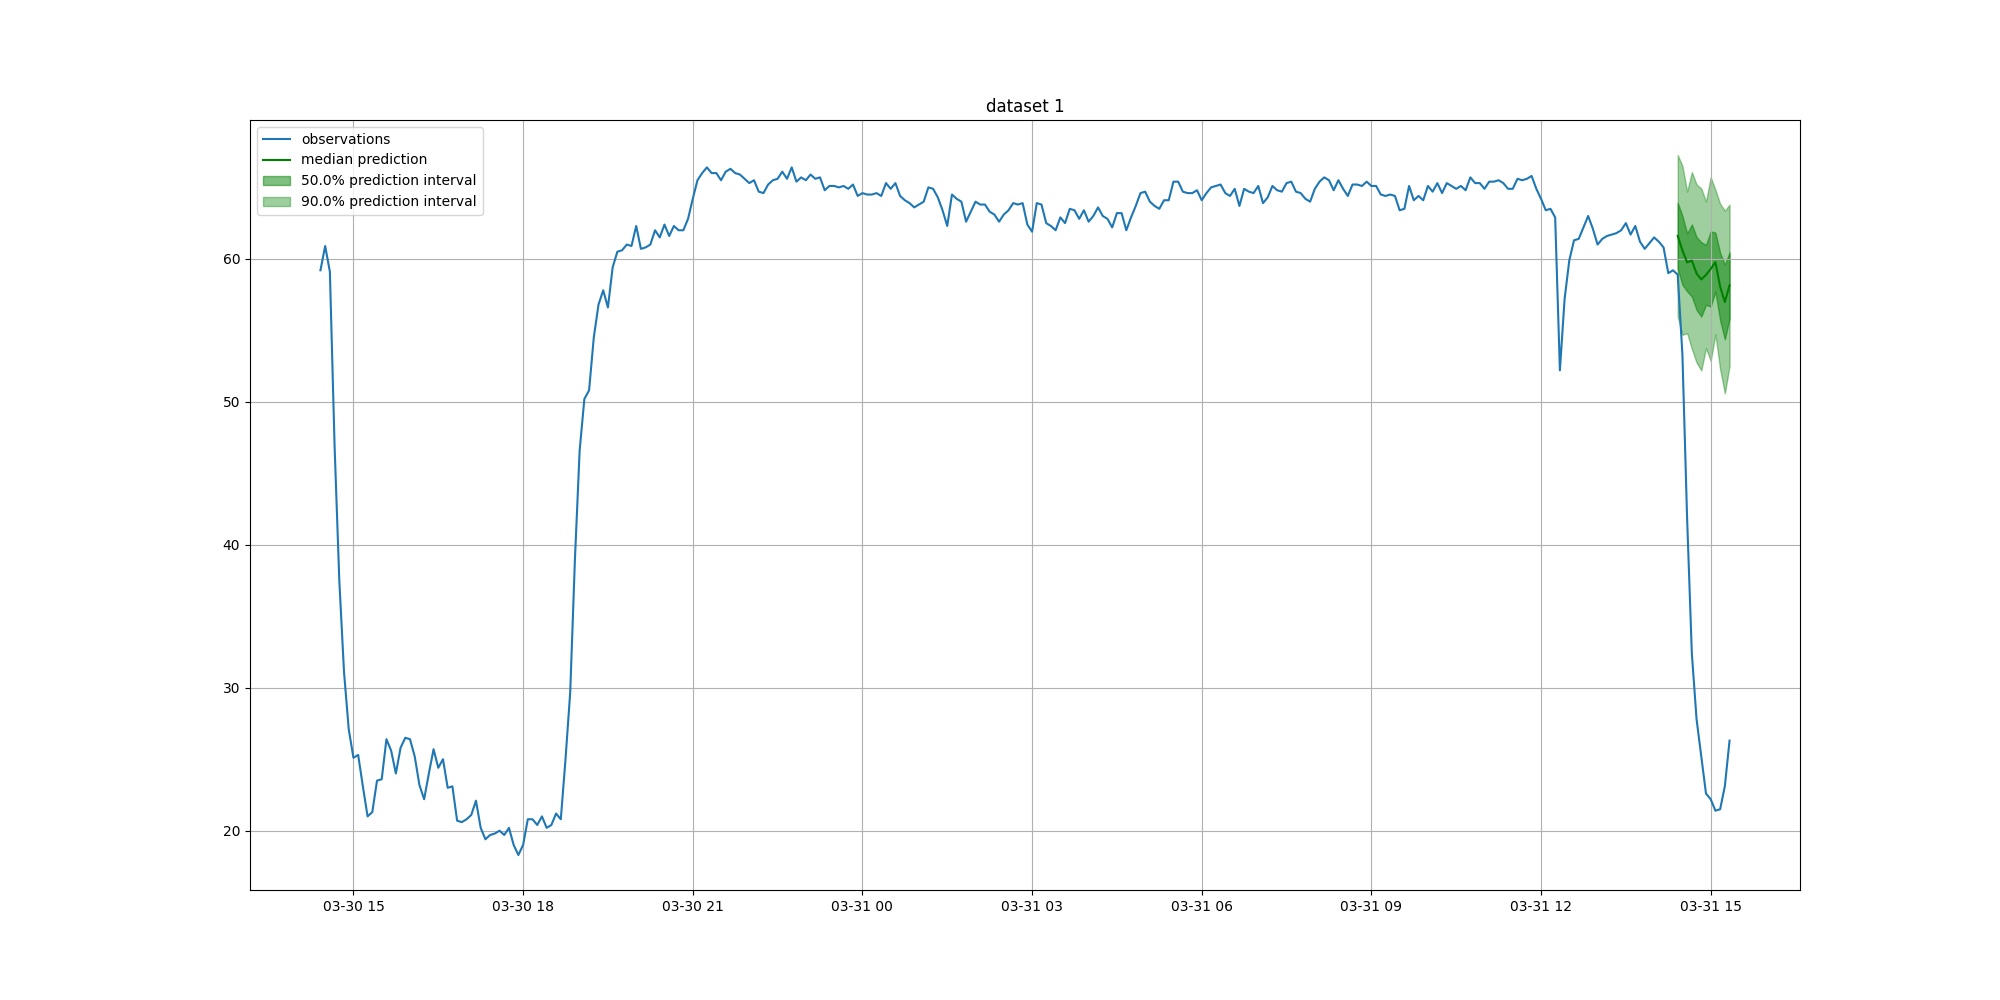 dataset 1
observations
median prediction
50.0% prediction interval
90.0% prediction interval
60
50
40
30
20
03-30 15 03-30 18 03-30 21 03-31 00 03-31 03 03-31 06 03-31 09 03-31 12 03-31 15